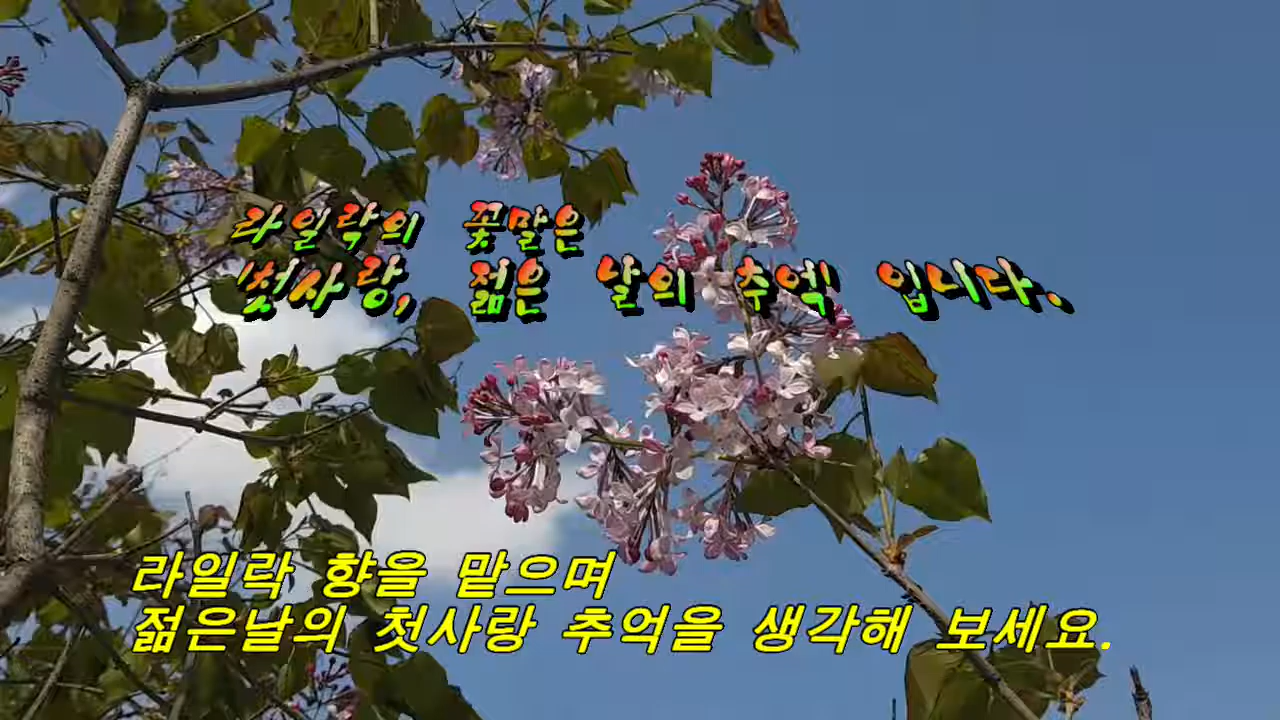 라일락의 꽃말은
'첫사랑, 젊은 날의 추억' 입니다.
라일락 향을 맡으며
젊은날의 첫사랑 추억을 생각해 보세요.